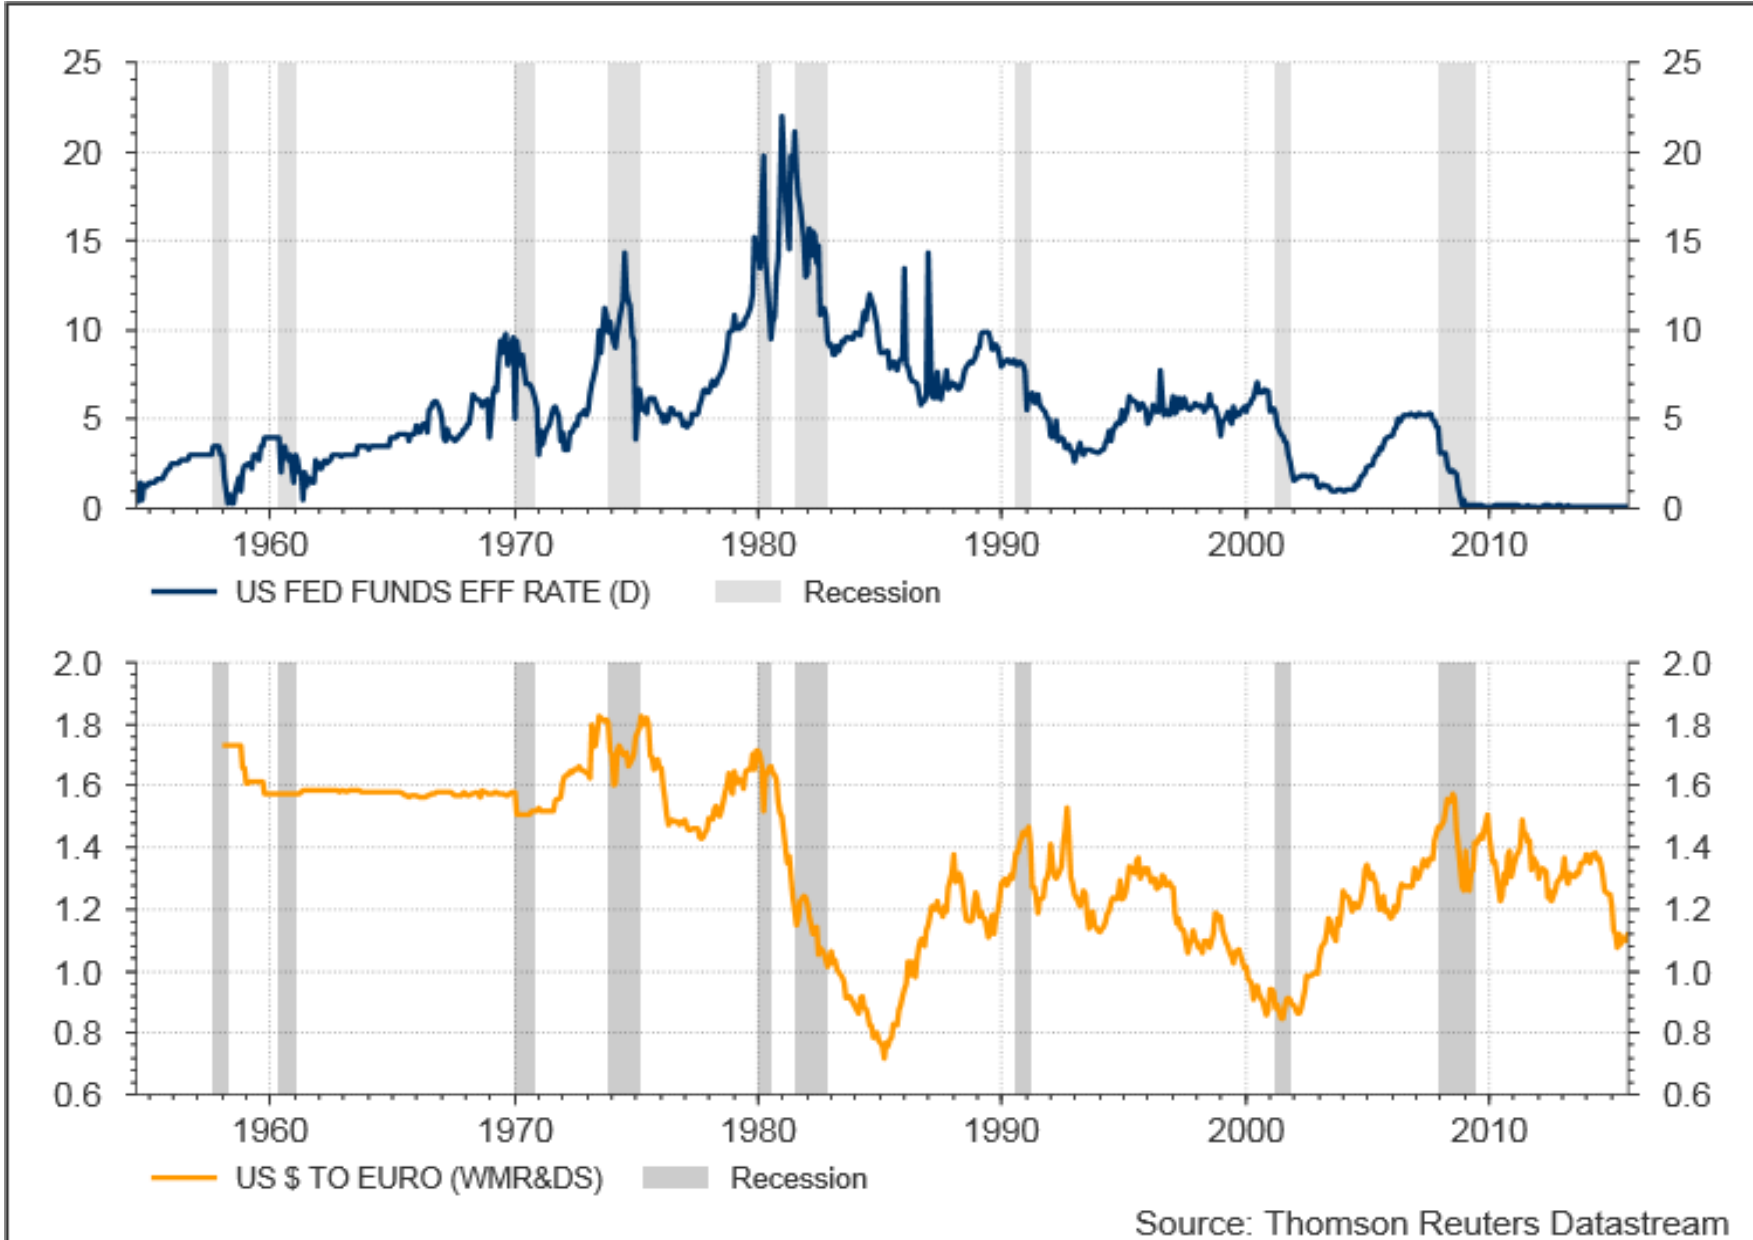 25 25
20 20
15 15
10 10
5 5
0 0
1960 1970 1980 1990 2000 2010
US FED FUNDS EFF RATE (D) Recession
2.0 2.0
1.8 1.8
1.6 1.6
1.4 1.4
1.2 1.2
1.0 1.0
0.8 0.8
0.6 0.6
1960 1970 1980 1990 2000 2010
US $ TO EURO (WMR&DS) Recession
Source: Thomson Reuters Datastream